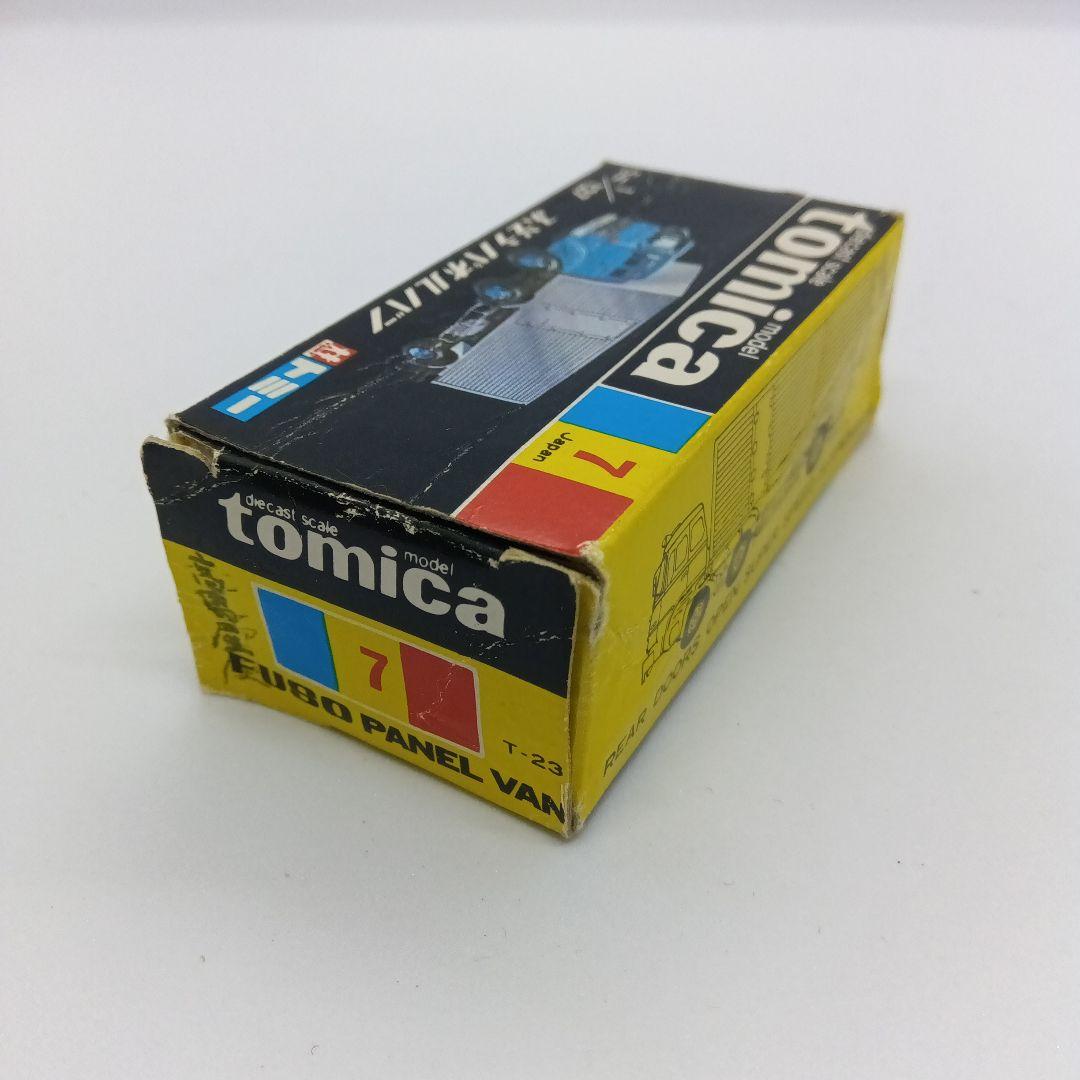 ふそうパネルバン
トミー
diecast scale
tomica
model
7
Japan
diecast scale
tomica
model
7
T-23
FUSO PANEL VAN
REAR DOORS OPEN